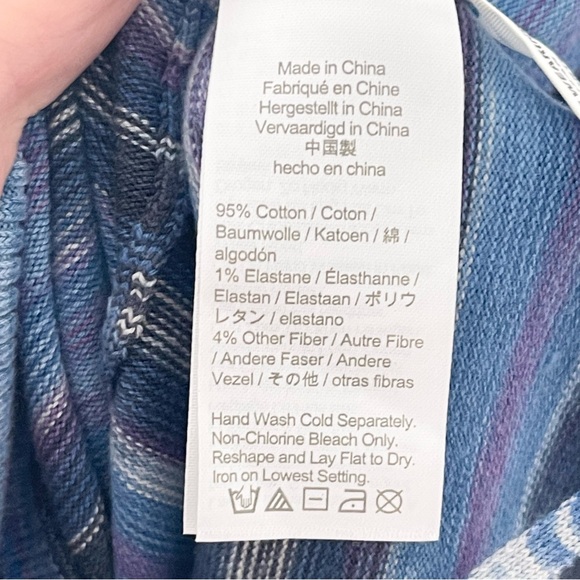 Made in China
Fabriqué en Chine
Hergestellt in China
Vervaardigd in China
中国製
hecho en china
95% Cotton / Coton /
Baumwolle / Katoen / 綿 /
algodón
1% Elastane / Élasthanne /
Elastan / Elastaan / ポリウ
レタン / elastano
4% Other Fiber / Autre Fibre
/ Andere Faser / Andere
Vezel / その他 / otras fibras
Hand Wash Cold Separately.
Non-Chlorine Bleach Only.
Reshape and Lay Flat to Dry.
Iron on Lowest Setting.